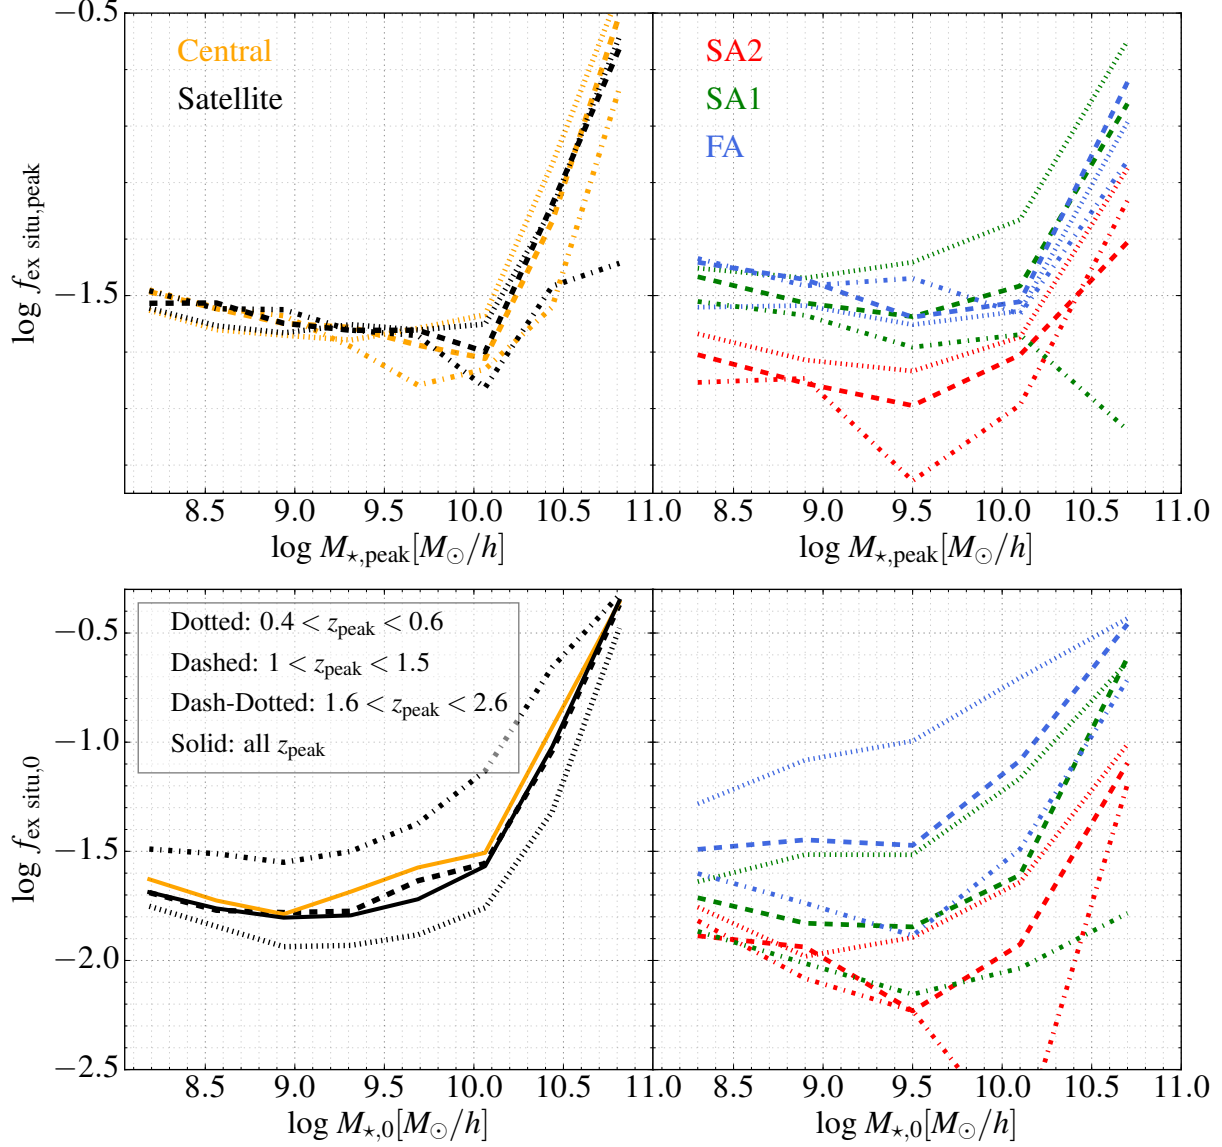 −0.5
Central
Satellite
SA2
SA1
FA
log f_ex situ,peak
−1.5
8.5 9.0 9.5 10.0 10.5 11.0 8.5 9.0 9.5 10.0 10.5 11.0
log M⋆,peak[M⊙/h] log M⋆,peak[M⊙/h]
Dotted: 0.4 < z_peak < 0.6
Dashed: 1 < z_peak < 1.5
Dash-Dotted: 1.6 < z_peak < 2.6
Solid: all z_peak
−0.5
−1.0
log f_ex situ,0
−1.5
−2.0
−2.5
8.5 9.0 9.5 10.0 10.5 11.0 8.5 9.0 9.5 10.0 10.5 11.0
log M⋆,0[M⊙/h] log M⋆,0[M⊙/h]